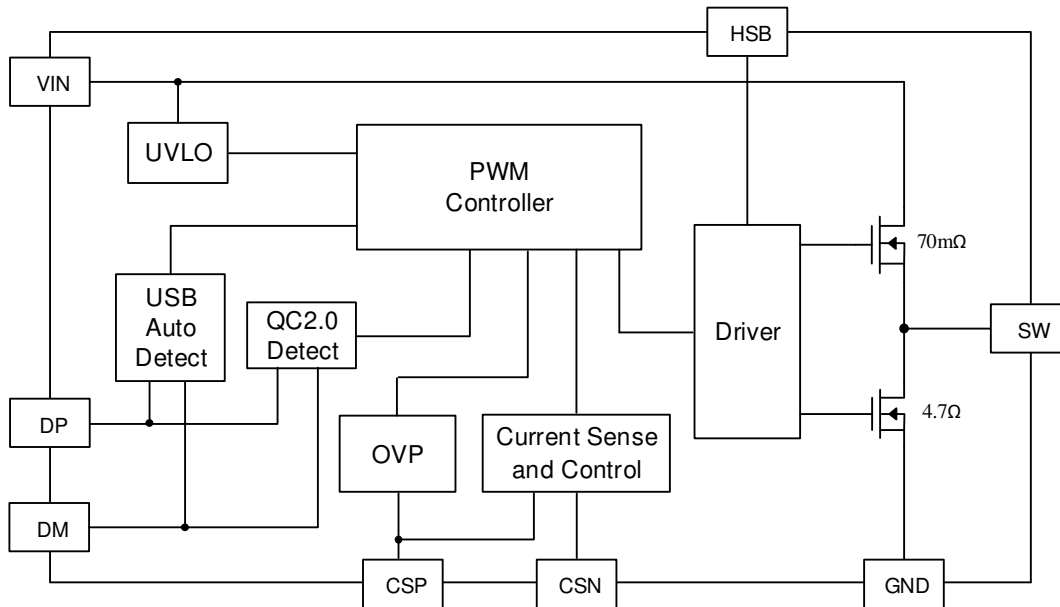 HSB
VIN
UVLO
PWM
Controller
70mΩ
USB
Auto
Detect
QC2.0
Detect
Driver
SW
DP
OVP
Current Sense
and Control
4.7Ω
DM
CSP
CSN
GND